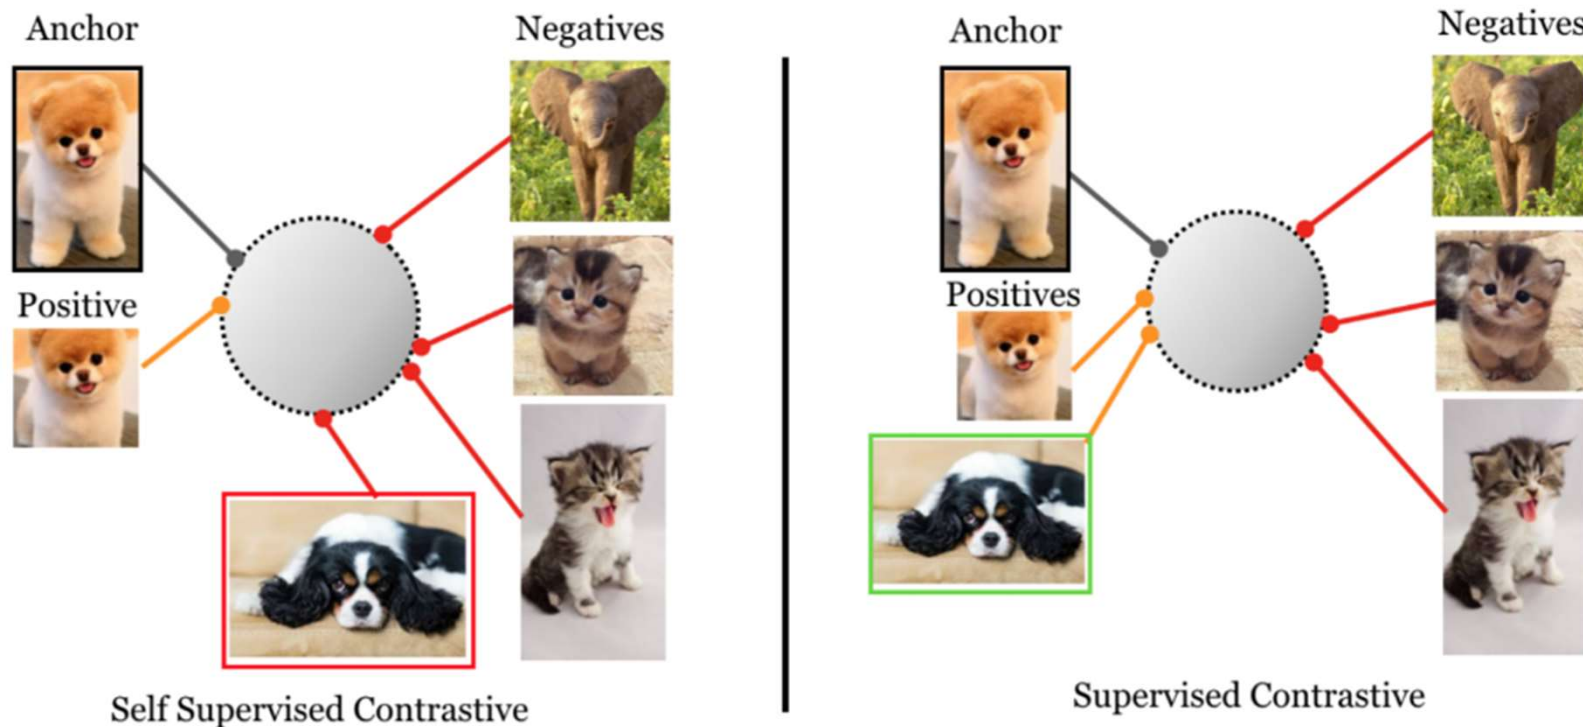 Anchor
Negatives
Positive
Self Supervised Contrastive
Anchor
Negatives
Positives
Supervised Contrastive